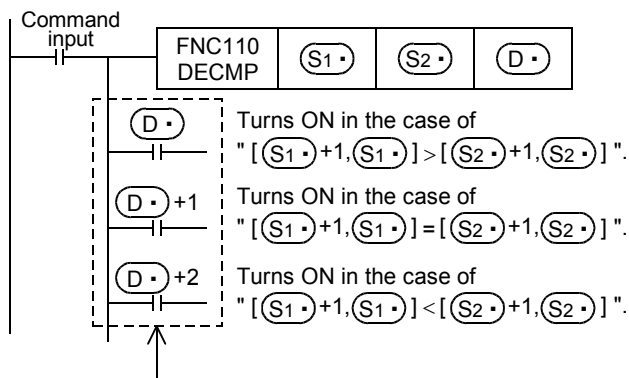 Command
input
FNC110
DECMP
S1 · S2 · D ·
D · Turns ON in the case of
" [ S1 · +1, S1 · ] > [ S2 · +1, S2 · ] ".
D · +1 Turns ON in the case of
" [ S1 · +1, S1 · ] = [ S2 · +1, S2 · ] ".
D · +2 Turns ON in the case of
" [ S1 · +1, S1 · ] < [ S2 · +1, S2 · ] ".